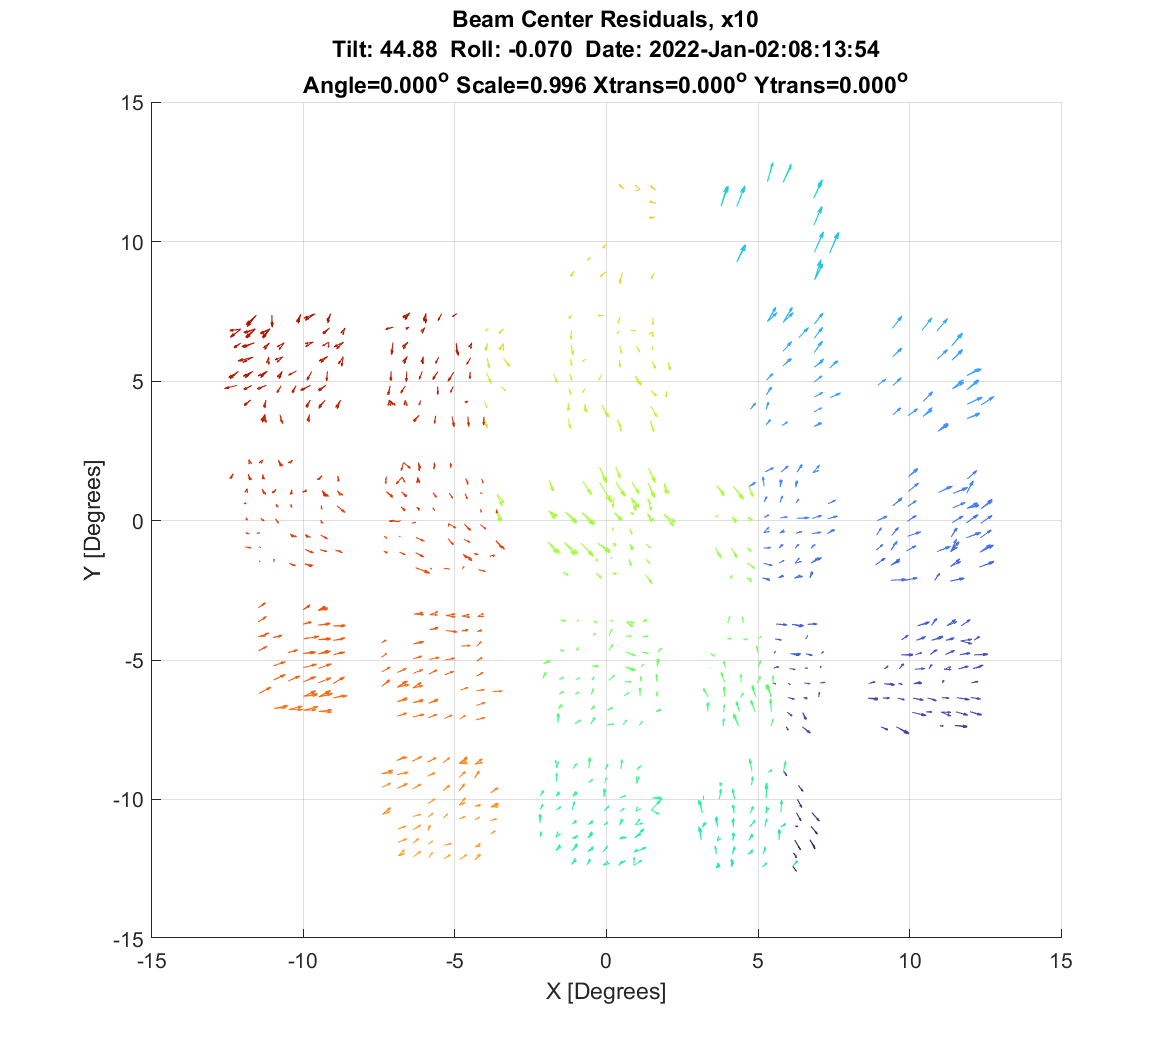 Beam Center Residuals, x10
Tilt: 44.88  Roll: -0.070  Date: 2022-Jan-02:08:13:54
Angle=0.000° Scale=0.996 Xtrans=0.000° Ytrans=0.000°
15
10
5
0
-5
-10
-15
Y [Degrees]
-15 -10 -5 0 5 10 15
X [Degrees]